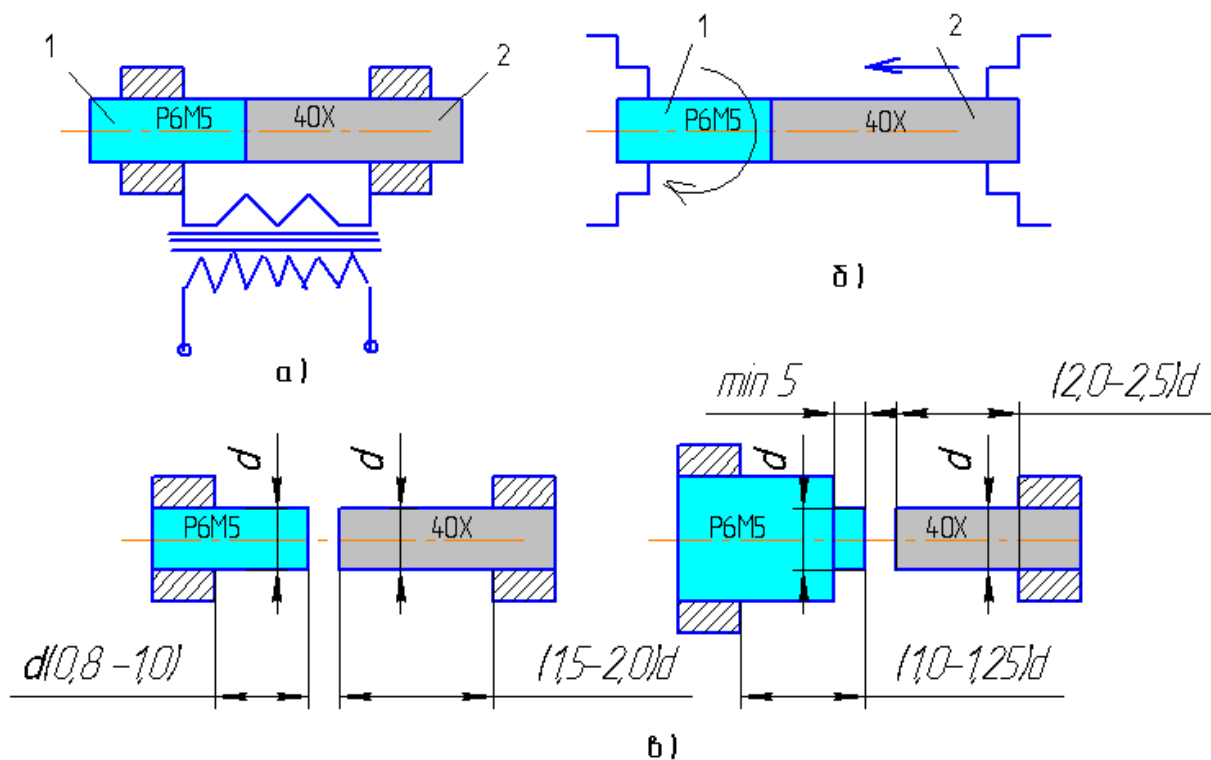 1
2
Р6М5
40Х
а)
1
2
Р6М5
40Х
б)
min 5
(2,0-2,5)d
d
d
d
d
Р6М5
40Х
Р6М5
40Х
d(0,8-1,0)
(1,5-2,0)d
(1,0-1,25)d
в)